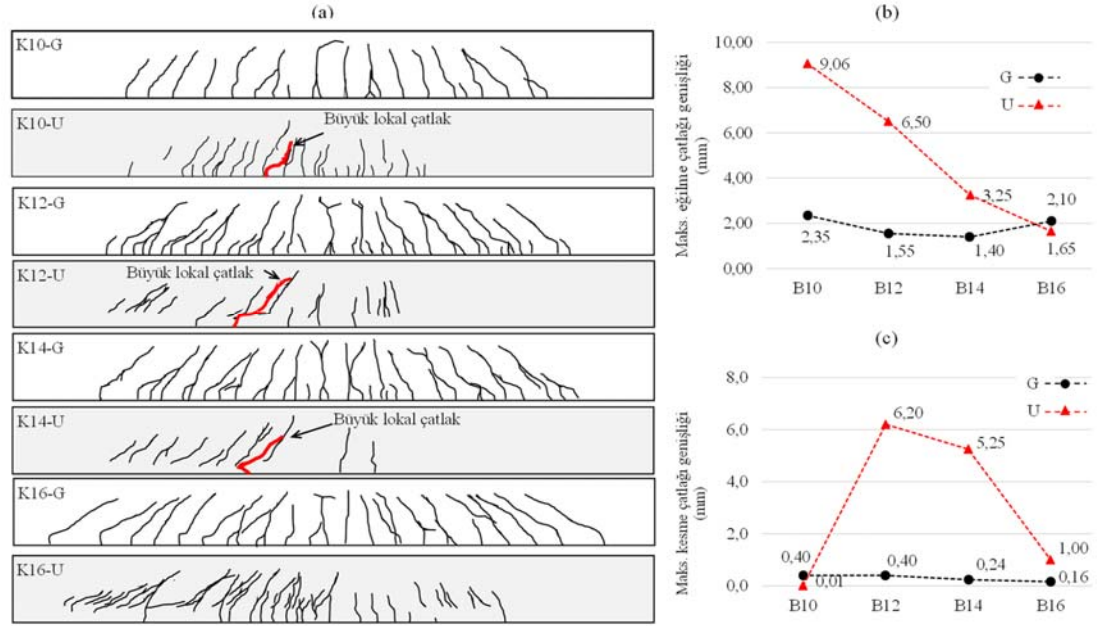 (a)
K10-G
K10-U
Büyük lokal çatlak
K12-G
K12-U
Büyük lokal çatlak
K14-G
K14-U
Büyük lokal çatlak
K16-G
K16-U
(b)
Maks. eğilme çatlağı genişliği
(mm)
10,00
8,00
6,00
4,00
2,00
0,00
G
U
9,06
6,50
3,25
2,10
2,35
1,55
1,40
1,65
B10
B12
B14
B16
(c)
Maks. kesme çatlağı genişliği
(mm)
8,0
6,0
4,0
2,0
0,0
G
U
6,20
5,25
1,00
0,40
0,40
0,24
0,16
0,01
B10
B12
B14
B16